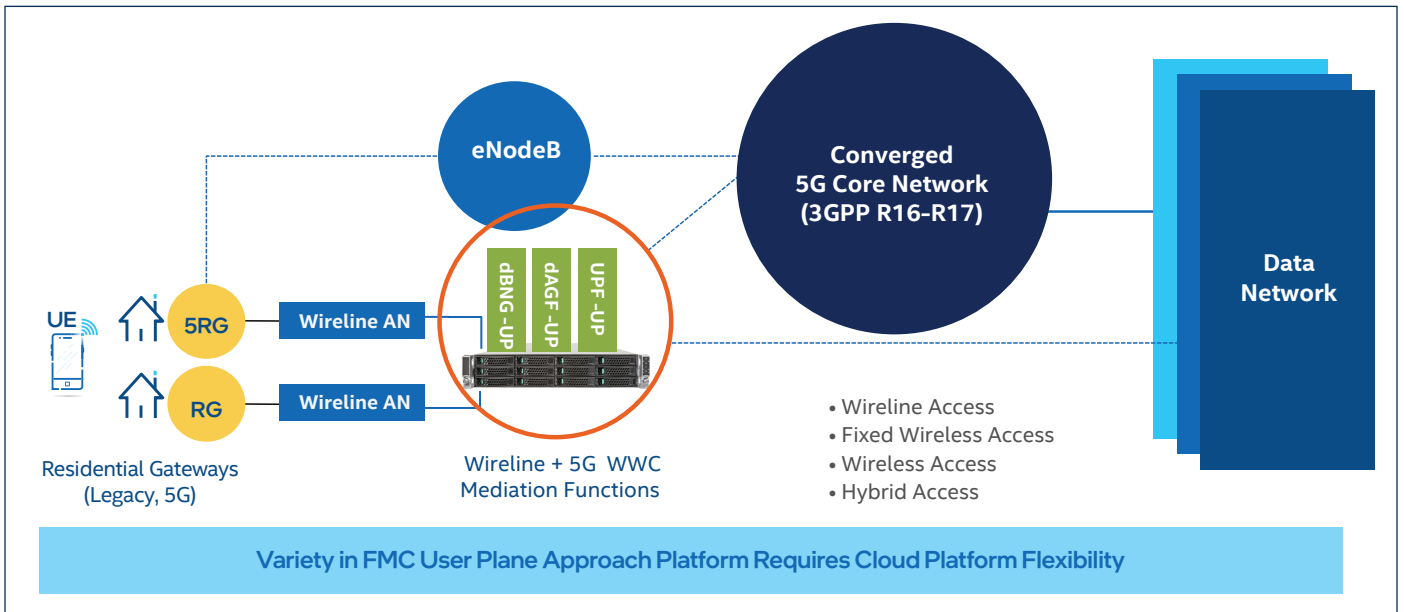 eNodeB
Converged
5G Core Network
(3GPP R16-R17)
Data
Network
dBNG -UP
dAGF -UP
UPF -UP
UE
5RG
Wireline AN
RG
Wireline AN
Residential Gateways
(Legacy, 5G)
Wireline + 5G WWC
Mediation Functions
• Wireline Access
• Fixed Wireless Access
• Wireless Access
• Hybrid Access
Variety in FMC User Plane Approach Platform Requires Cloud Platform Flexibility